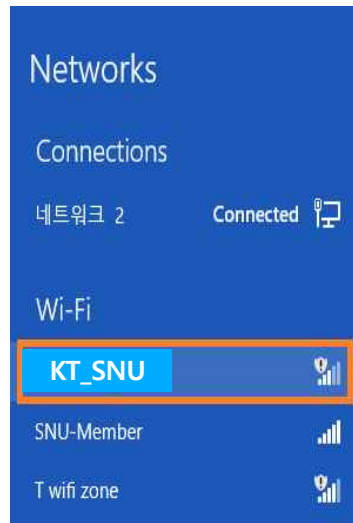 Networks
Connections
네트워크 2 Connected
Wi-Fi
KT_SNU
SNU-Member
T wifi zone